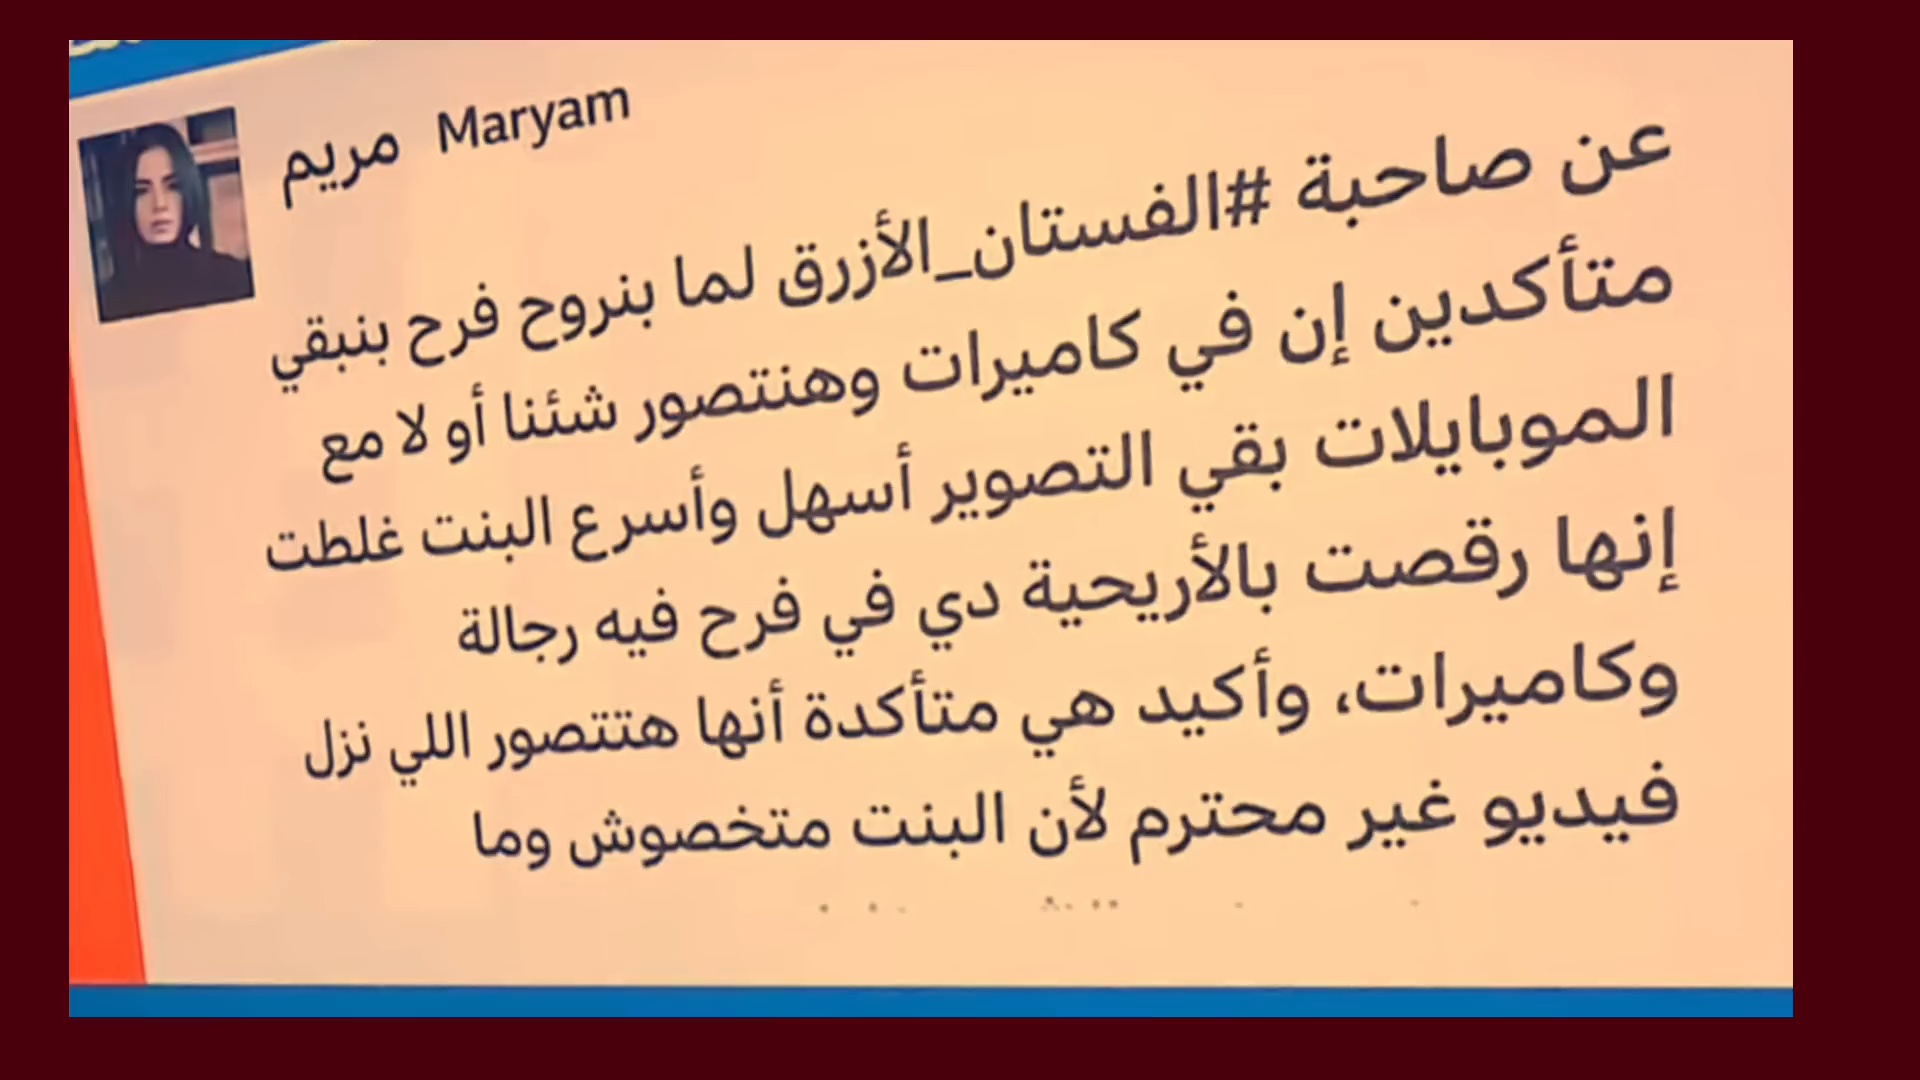 مريم Maryam
عن صاحبة #الفستان_الأزرق لما بنروح فرح بنبقي
متأكدين إن في كاميرات وهنتصور شئنا أو لا مع
الموبايلات بقي التصوير أسهل وأسرع البنت غلطت
إنها رقصت بالأريحية دي في فرح فيه رجالة
وكاميرات، وأكيد هي متأكدة أنها هتتصور اللي نزل
فيديو غير محترم لأن البنت متخصوش وما